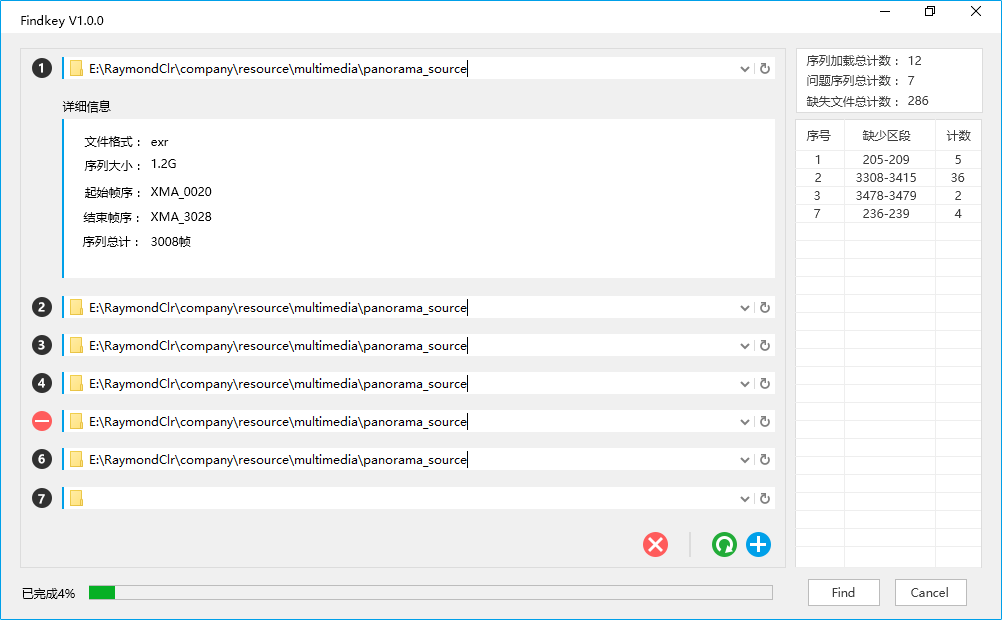 Findkey V1.0.0
1 E:\RaymondClr\company\resource\multimedia\panorama_source
详细信息
文件格式： exr
序列大小： 1.2G
起始帧序： XMA_0020
结束帧序： XMA_3028
序列总计： 3008帧
2 E:\RaymondClr\company\resource\multimedia\panorama_source
3 E:\RaymondClr\company\resource\multimedia\panorama_source
4 E:\RaymondClr\company\resource\multimedia\panorama_source
E:\RaymondClr\company\resource\multimedia\panorama_source
6 E:\RaymondClr\company\resource\multimedia\panorama_source
7
已完成4%
序列加载总计数： 12
问题序列总计数： 7
缺失文件总计数： 286
序号 缺少区段 计数
1 205-209 5
2 3308-3415 36
3 3478-3479 2
7 236-239 4
Find Cancel